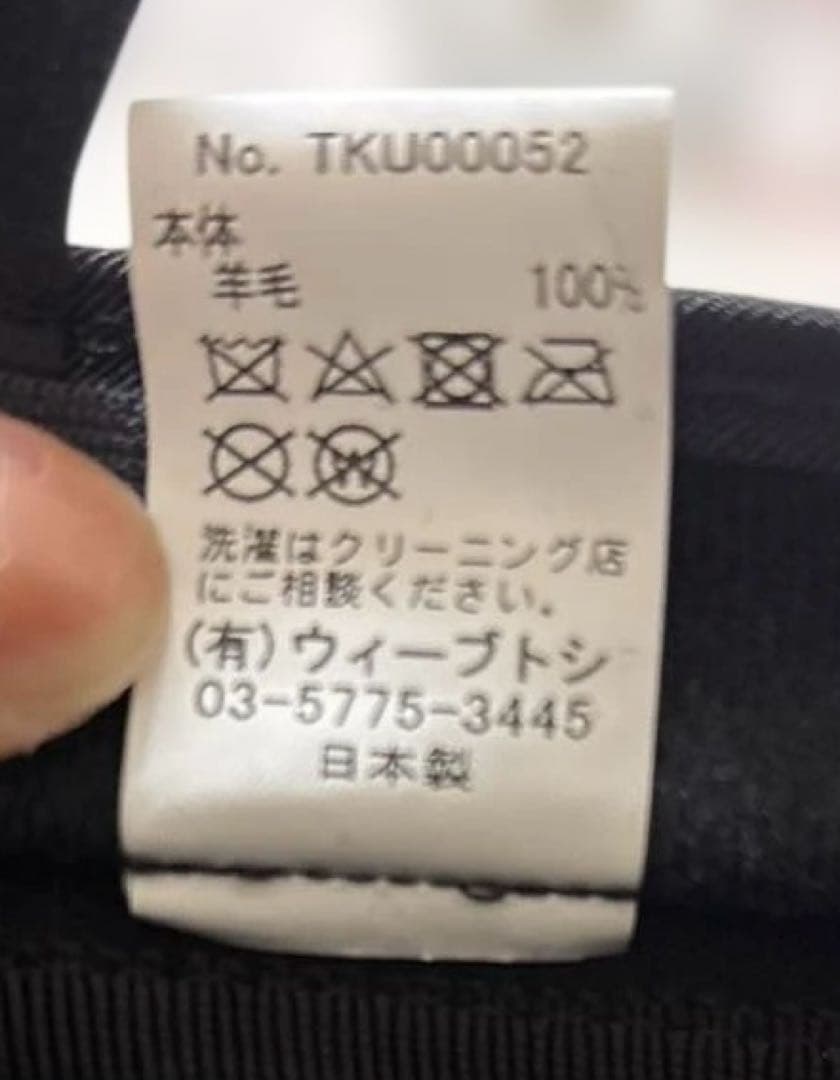 No. TKU00052
本体
羊毛 100%
W
洗濯はクリーニング店
にご相談ください。
(有)ウィーブトシ
03-5775-3445
日本製